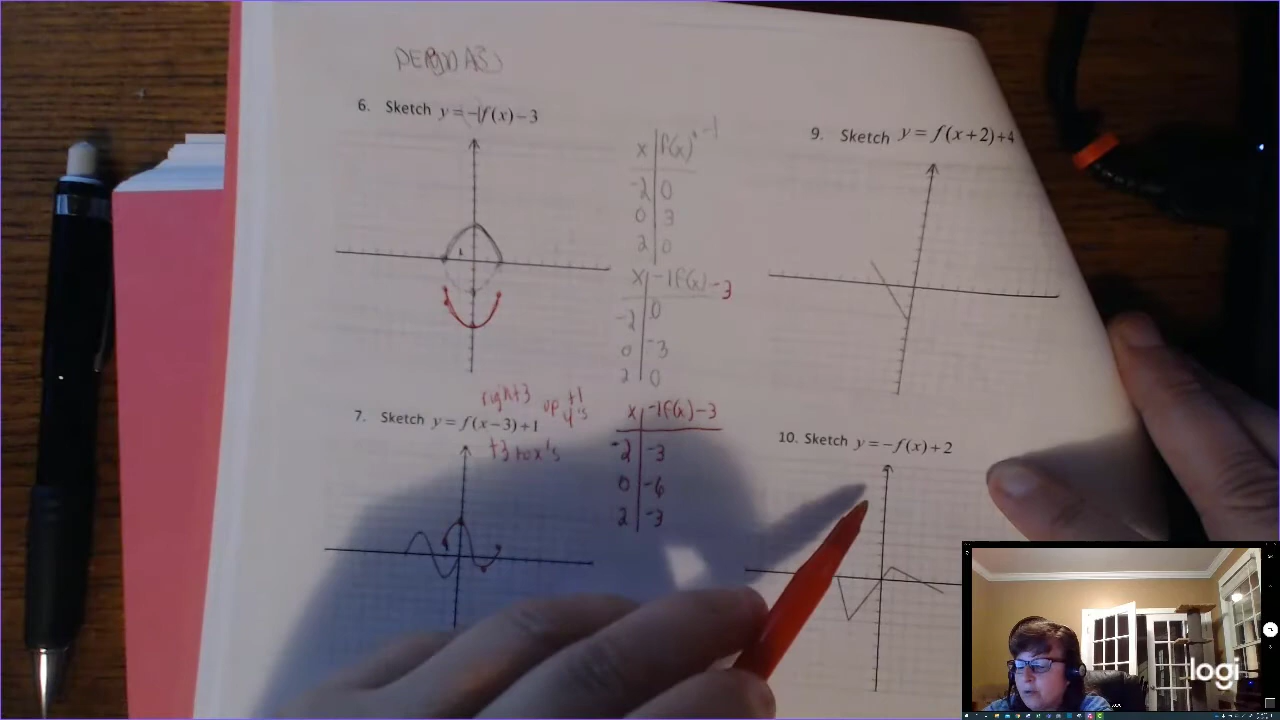 6. Sketch y = -1f(x) - 3
x f(x)
-2 0
0 3
2 0
x -1f(x) - 3
-2 0
0 -3
2 0
right 3 up +1
y's
7. Sketch y = f(x-3)+1
+3 to x's
x -1f(x) - 3
-2 -3
0 -6
2 -3
9. Sketch y = f(x+2)+4
10. Sketch y = -f(x)+2
logi